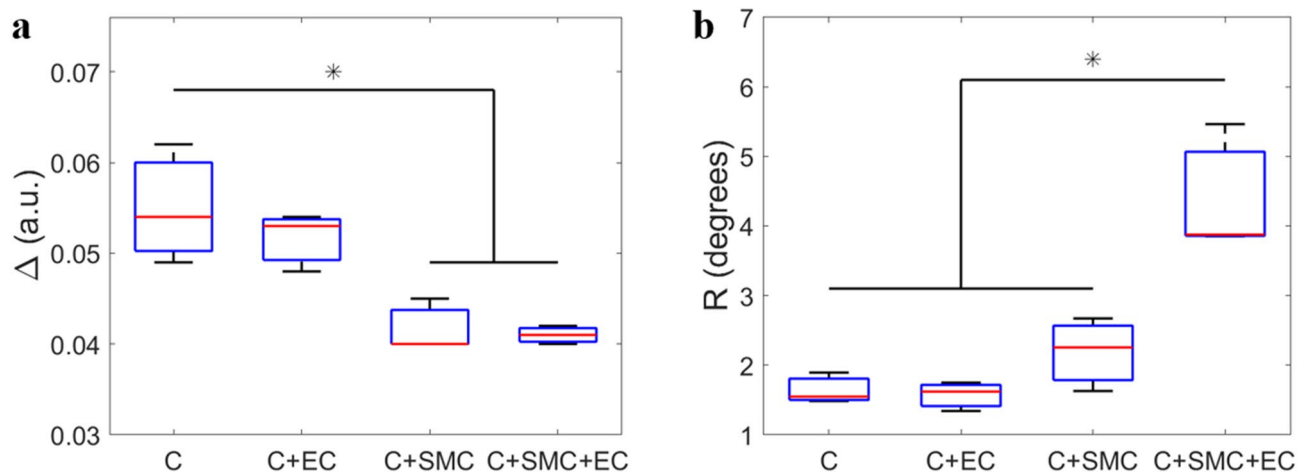 a
b
Δ (a.u.)
0.07
0.06
0.05
0.04
0.03
*
C
C+EC
C+SMC
C+SMC+EC
R (degrees)
7
6
5
4
3
2
1
*
C
C+EC
C+SMC
C+SMC+EC